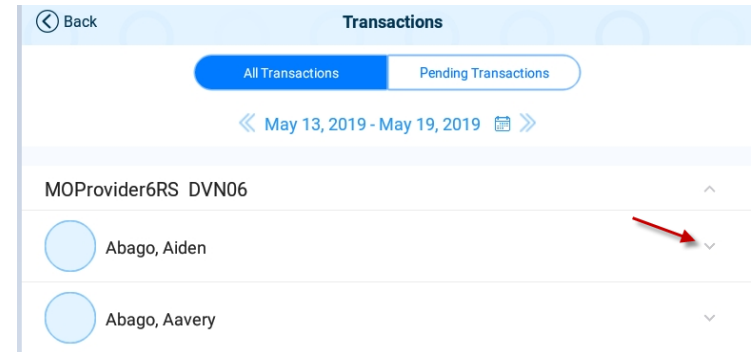 Back Transactions
All Transactions Pending Transactions
May 13, 2019 - May 19, 2019
MOProvider6RS DVN06
Abago, Aiden
Abago, Aavery